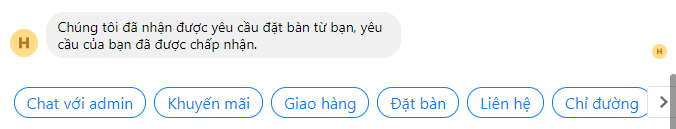 Chúng tôi đã nhận được yêu cầu đặt bàn từ bạn, yêu
cầu của bạn đã được chấp nhận.
H
H
Chat với admin Khuyến mãi Giao hàng Đặt bàn Liên hệ Chỉ đường